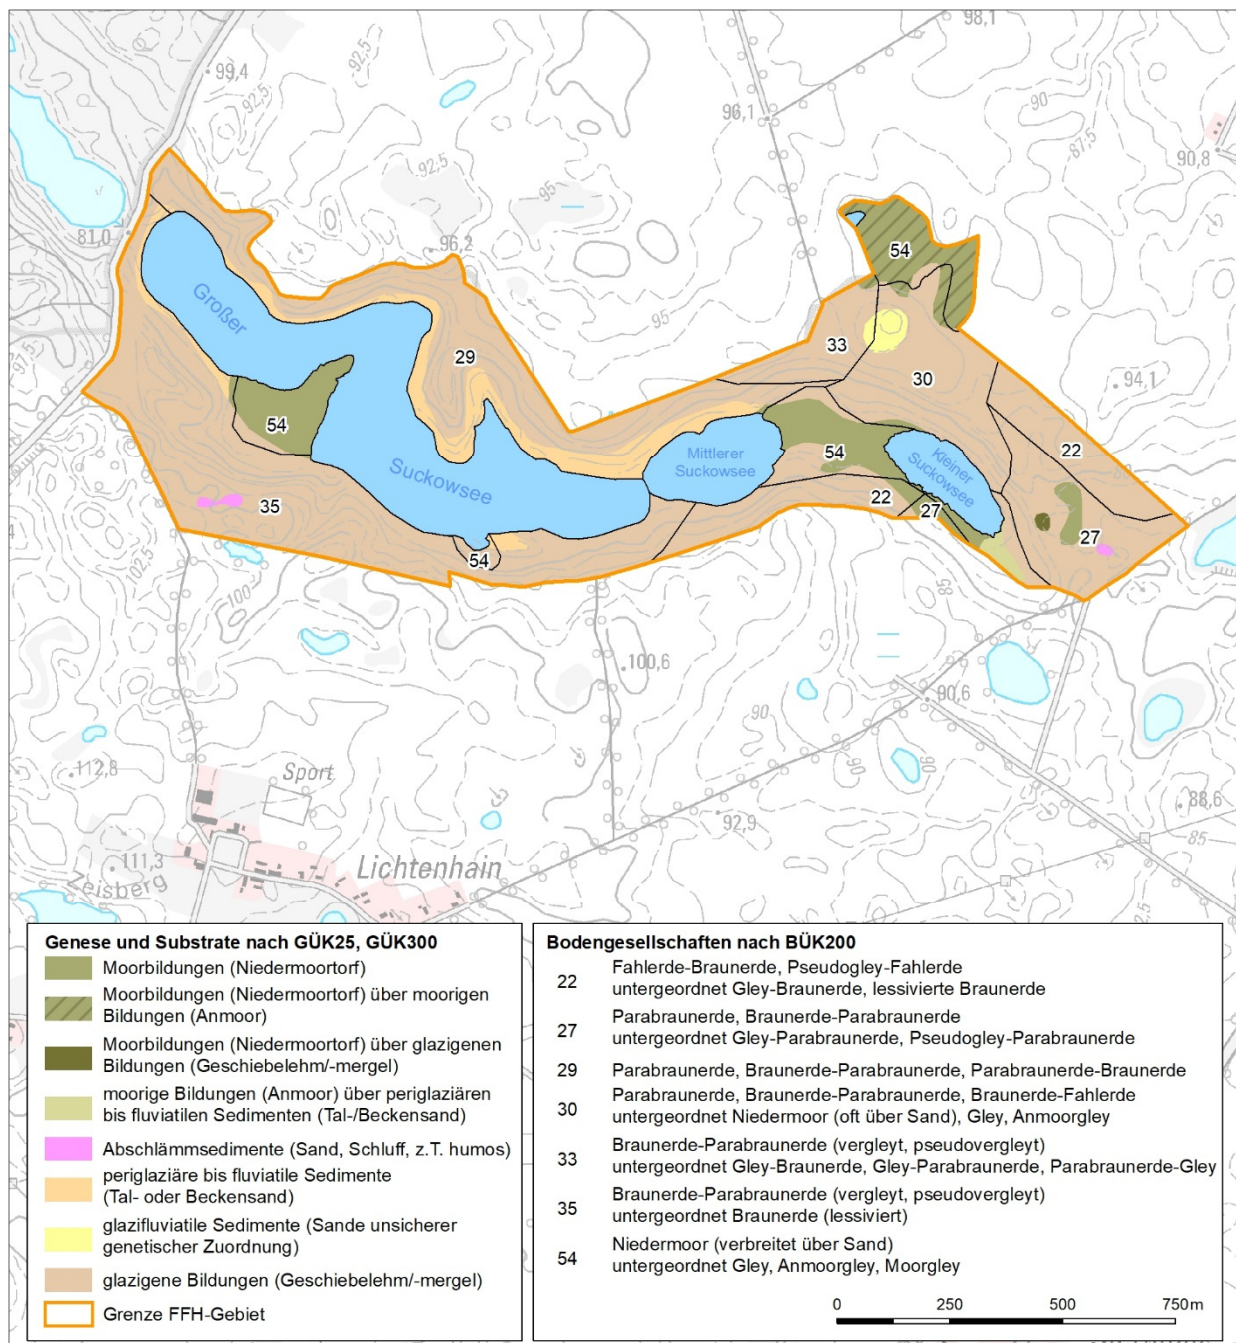 98,1
99,4
92,5
92,5
92,5
95
96,1
90
87,5
90,8
81,0
96,2
54
Großer
95
33
29
30
94,1
97,5
54
54
22
Mittlerer
Suckowsee
Kleiner
Suckowsee
Suckowsee
35
22
27
27
54
102,5
100
85
100,6
90
90,6
90
90
112,8
Sport
92,9
88,6
85
111,3
Zeisberg
Lichtenhain
2,5
Genese und Substrate nach GÜK25, GÜK300
Moorbildungen (Niedermoortorf)
Moorbildungen (Niedermoortorf) über moorigen
Bildungen (Anmoor)
Moorbildungen (Niedermoortorf) über glazigenen
Bildungen (Geschiebelehm/-mergel)
moorige Bildungen (Anmoor) über periglaziären
bis fluviatilen Sedimenten (Tal-/Beckensand)
Abschlämmsedimente (Sand, Schluff, z.T. humos)
periglaziäre bis fluviatile Sedimente
(Tal- oder Beckensand)
glazifluviatile Sedimente (Sande unsicherer
genetischer Zuordnung)
glazigene Bildungen (Geschiebelehm/-mergel)
Grenze FFH-Gebiet
Bodengesellschaften nach BÜK200
22 Fahlerde-Braunerde, Pseudogley-Fahlerde
untergeordnet Gley-Braunerde, lessivierte Braunerde
27 Parabraunerde, Braunerde-Parabraunerde
untergeordnet Gley-Parabraunerde, Pseudogley-Parabraunerde
29 Parabraunerde, Braunerde-Parabraunerde, Parabraunerde-Braunerde
30 Parabraunerde, Braunerde-Parabraunerde, Braunerde-Fahlerde
untergeordnet Niedermoor (oft über Sand), Gley, Anmoorgley
33 Braunerde-Parabraunerde (vergleyt, pseudovergleyt)
untergeordnet Gley-Braunerde, Gley-Parabraunerde, Parabraunerde-Gley
35 Braunerde-Parabraunerde (vergleyt, pseudovergleyt)
untergeordnet Braunerde (lessiviert)
54 Niedermoor (verbreitet über Sand)
untergeordnet Gley, Anmoorgley, Moorgley
0 250 500 750m